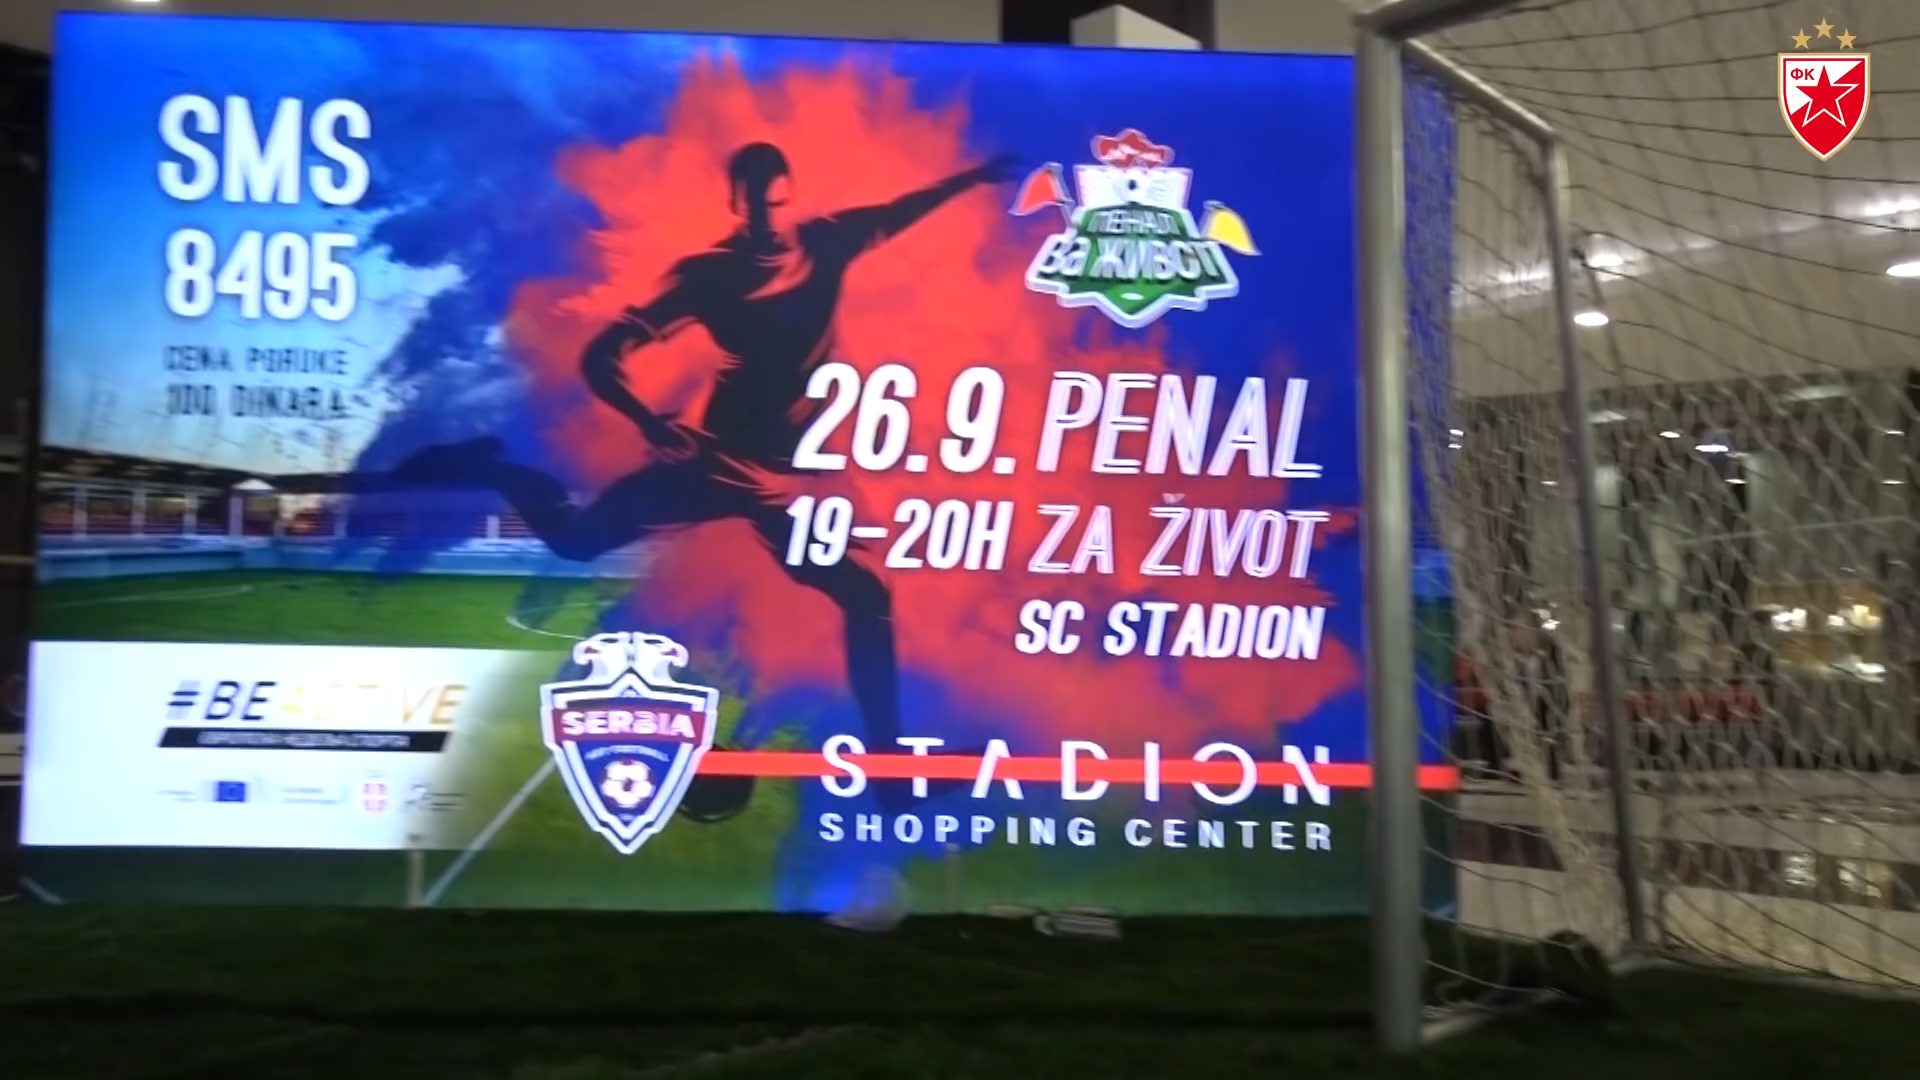 SMS
8495
CENA PORUKE
100 DINARA
ПЕНАЛ
за ЖИВОТ
26.9. PENAL
19-20H ZA ŽIVOT
SC STADION
#BEACTIVE
SERBIA
STADION
SHOPPING CENTER
ФК